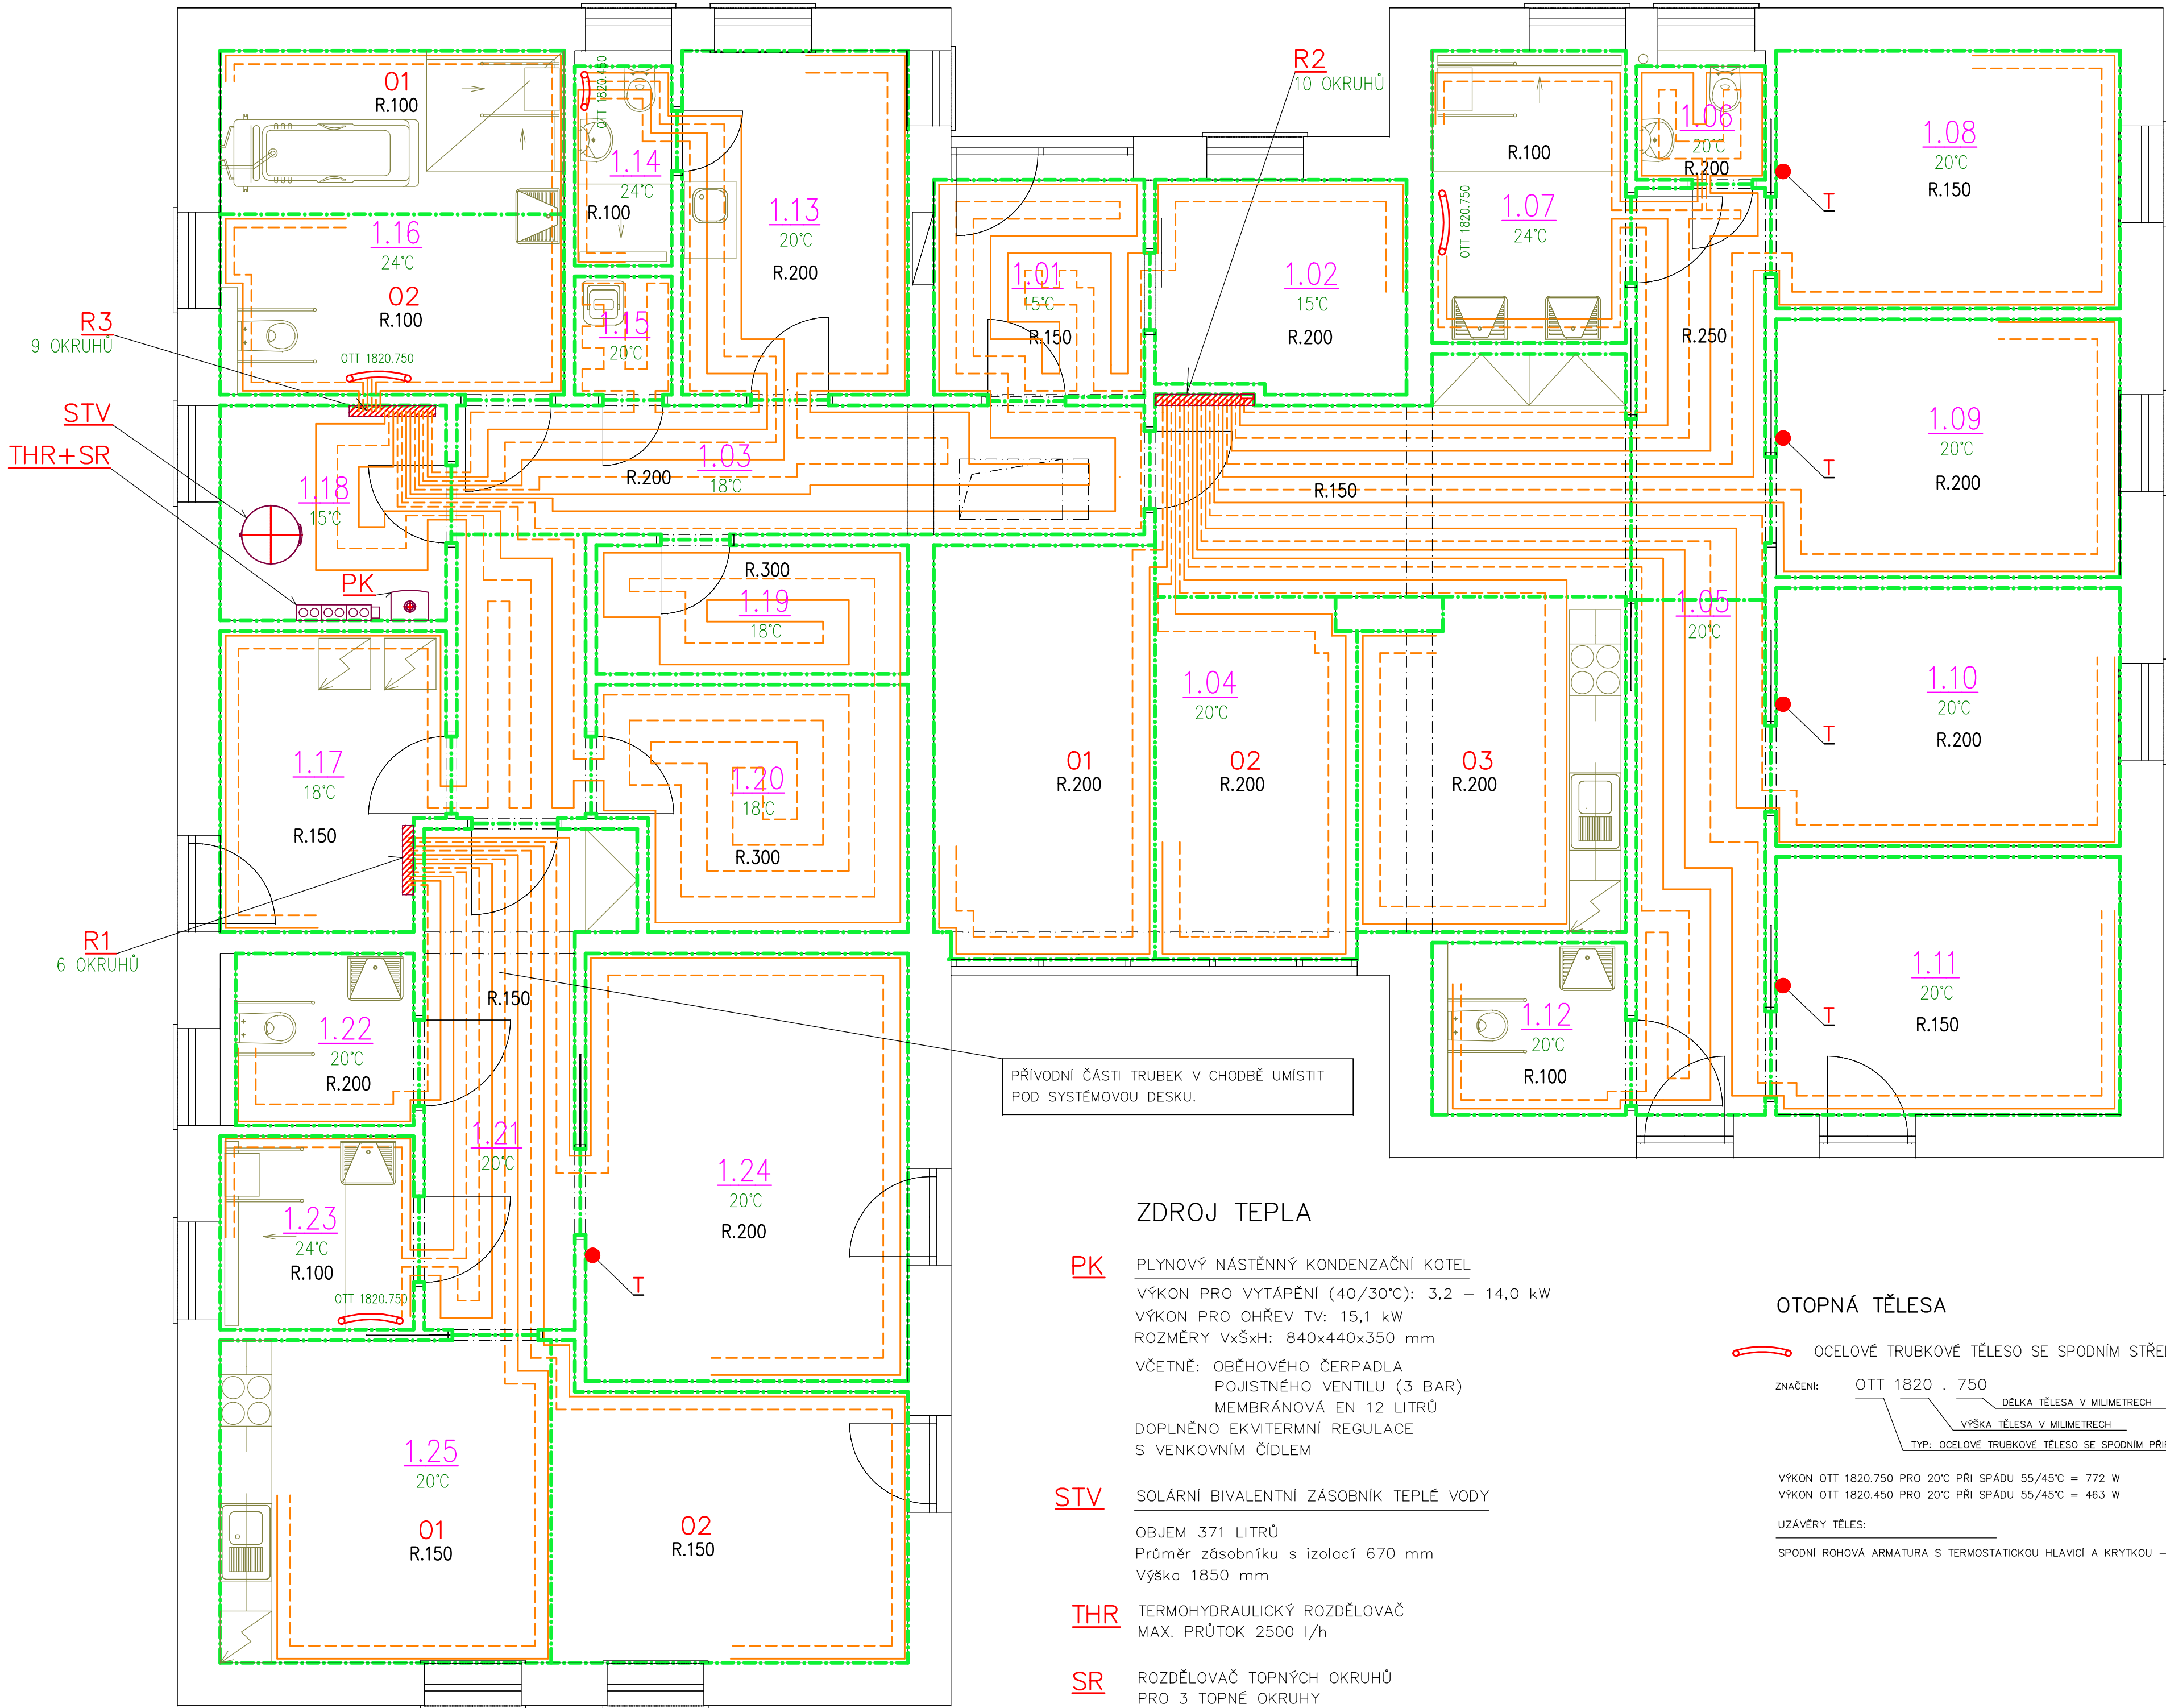 O1
R.100
OTT 1820.450
1.14
24°C
R.100
1.13
20°C
R.200
R2
10 OKRUHŮ
R.100
1.07
24°C
OTT 1820.750
1.06
20°C
R.200
1.08
20°C
R.150
T
1.16
24°C
O2
R.100
OTT 1820.750
R3
9 OKRUHŮ
1.15
20°C
1.01
15°C
R.150
1.02
15°C
R.200
R.250
1.09
20°C
R.200
T
STV
THR+SR
1.18
15°C
PK
R.200
1.03
18°C
R.150
R.300
1.19
18°C
1.05
20°C
1.10
20°C
R.200
T
1.17
18°C
R.150
1.20
18°C
R.300
1.04
20°C
O1
R.200
O2
R.200
O3
R.200
R1
6 OKRUHŮ
R.150
1.22
20°C
R.200
1.12
20°C
R.100
1.11
20°C
R.150
T
PŘÍVODNÍ ČÁSTI TRUBEK V CHODBĚ UMÍSTIT
POD SYSTÉMOVOU DESKU.
1.21
20°C
1.23
24°C
R.100
OTT 1820.750
1.24
20°C
R.200
T
1.25
20°C
O1
R.150
O2
R.150
ZDROJ TEPLA
PK PLYNOVÝ NÁSTĚNNÝ KONDENZAČNÍ KOTEL
VÝKON PRO VYTÁPĚNÍ (40/30°C): 3,2 – 14,0 kW
VÝKON PRO OHŘEV TV: 15,1 kW
ROZMĚRY VxŠxH: 840x440x350 mm
VČETNĚ: OBĚHOVÉHO ČERPADLA
POJISTNÉHO VENTILU (3 BAR)
MEMBRÁNOVÁ EN 12 LITRŮ
DOPLNĚNO EKVITERMNÍ REGULACE
S VENKOVNÍM ČÍDLEM
STV SOLÁRNÍ BIVALENTNÍ ZÁSOBNÍK TEPLÉ VODY
OBJEM 371 LITRŮ
Průměr zásobníku s izolací 670 mm
Výška 1850 mm
THR TERMOHYDRAULICKÝ ROZDĚLOVAČ
MAX. PRŮTOK 2500 l/h
SR ROZDĚLOVAČ TOPNÝCH OKRUHŮ
PRO 3 TOPNÉ OKRUHY
OTOPNÁ TĚLESA
OCELOVÉ TRUBKOVÉ TĚLESO SE SPODNÍM
ZNAČENÍ: OTT 1820 . 750
DÉLKA TĚLESA V MILIMETRECH
VÝŠKA TĚLESA V MILIMETRECH
TYP: OCELOVÉ TRUBKOVÉ TĚLESO SE SPODNÍM
VÝKON OTT 1820.750 PRO 20°C PŘI SPÁDU 55/45°C = 772 W
VÝKON OTT 1820.450 PRO 20°C PŘI SPÁDU 55/45°C = 463 W
UZÁVĚRY TĚLES:
SPODNÍ ROHOVÁ ARMATURA S TERMOSTATICKOU HLAVICÍ A KRYTKOU –